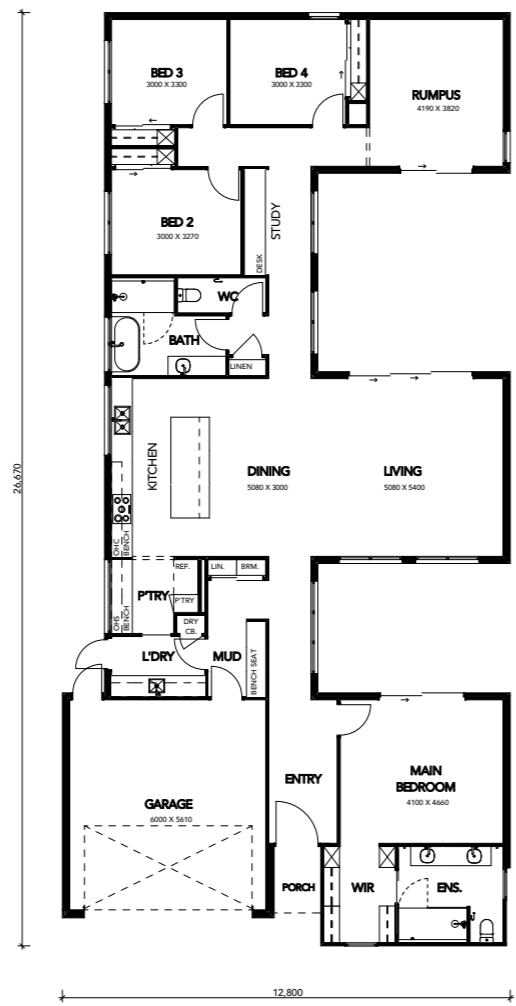 BED 3
3000 X 3300
BED 4
3000 X 3300
RUMPUS
4190 X 3820
BED 2
3000 X 3270
STUDY
DESK
WC
BATH
LINEN
KITCHEN
DINING
5080 X 3000
LIVING
5080 X 5400
26,670
OHC
BENCH
REF.
LIN.
BRM.
P'TRY
P'TRY
OHS
BENCH
DRY
CB.
L'DRY
MUD
BENCH SEAT
MAIN
BEDROOM
4100 X 4660
ENTRY
GARAGE
6000 X 5610
PORCH
WIR
ENS.
12,800